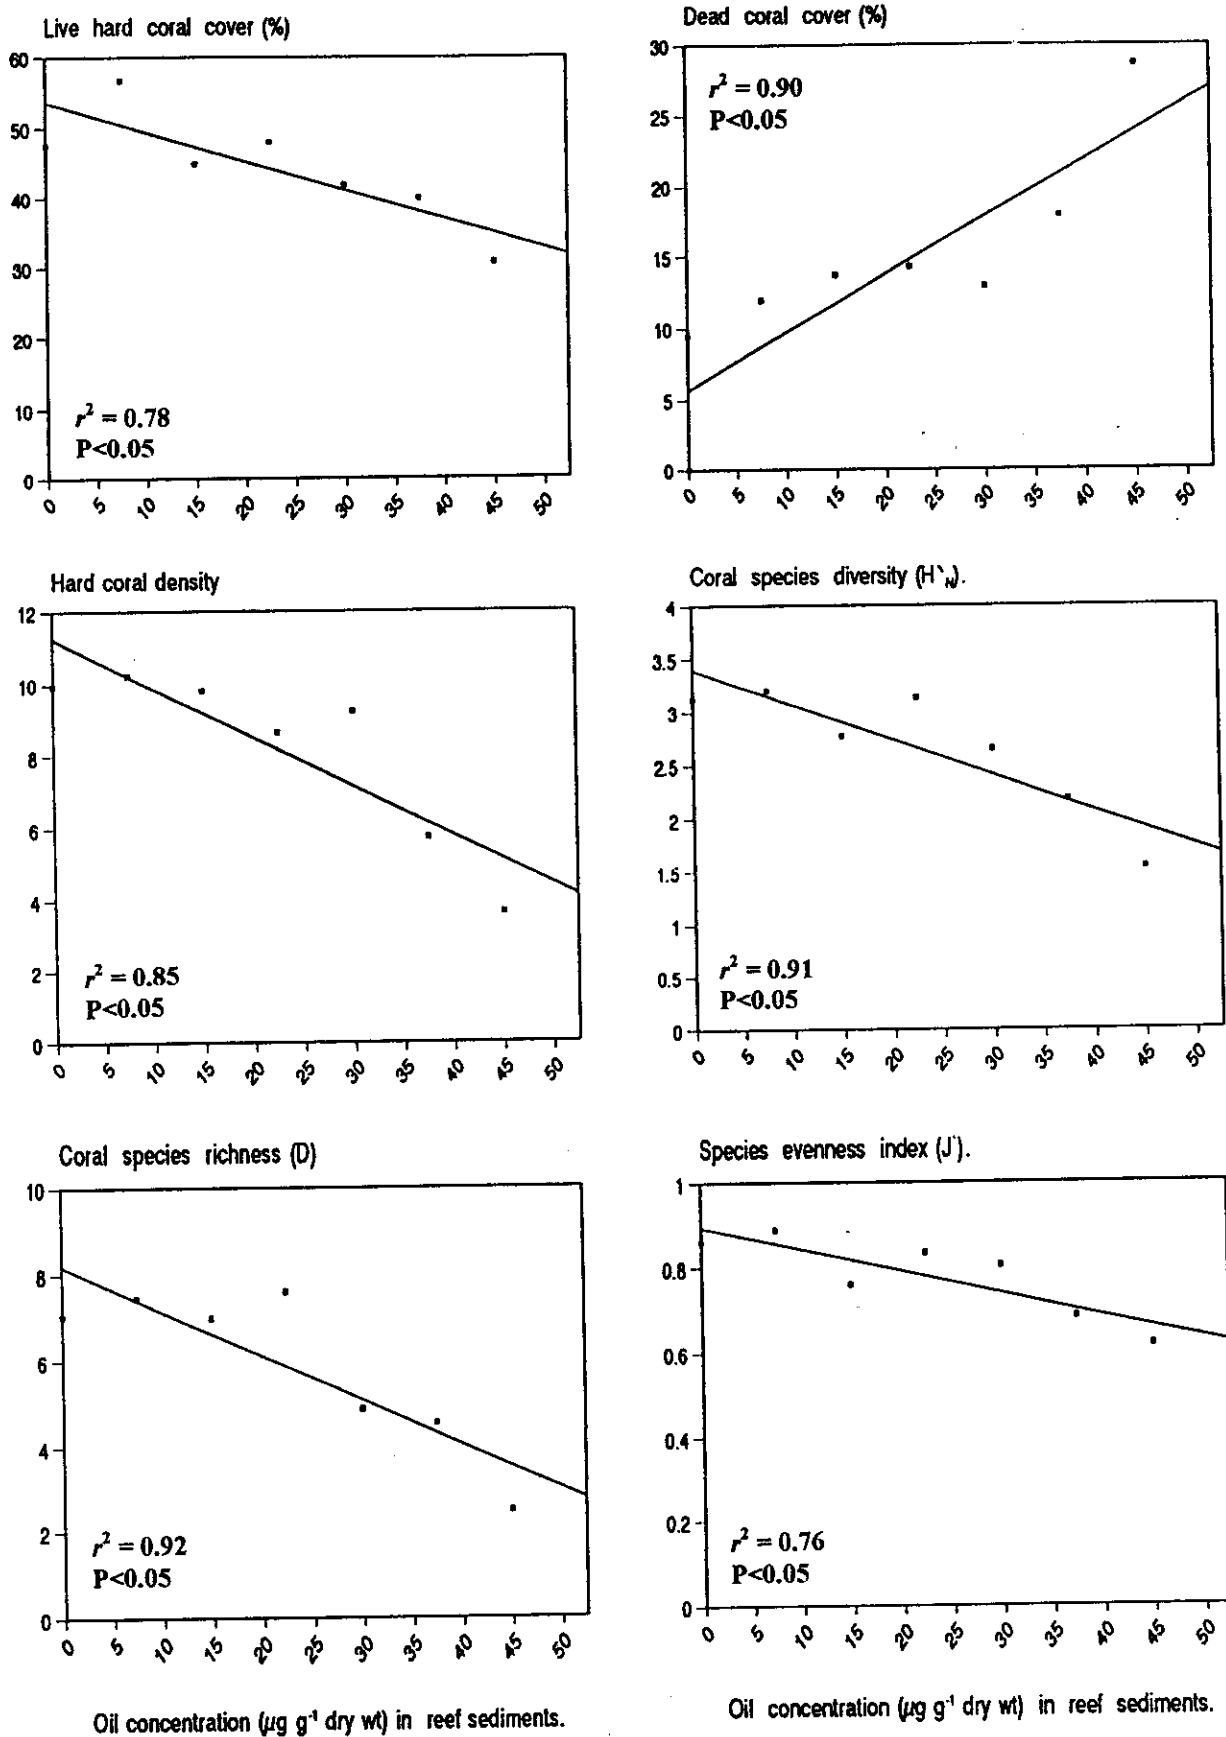 Live hard coral cover (%)
60
50
40
30
20
10
0
r² = 0.78
P<0.05
0 5 10 15 20 25 30 35 40 45 50
Dead coral cover (%)
30
25
20
15
10
5
0
r² = 0.90
P<0.05
0 5 10 15 20 25 30 35 40 45 50
Hard coral density
12
10
8
6
4
2
0
r² = 0.85
P<0.05
0 5 10 15 20 25 30 35 40 45 50
Coral species diversity (H`N).
4
3.5
3
2.5
2
1.5
1
0.5
0
r² = 0.91
P<0.05
0 5 10 15 20 25 30 35 40 45 50
Coral species richness (D)
10
8
6
4
2
0
r² = 0.92
P<0.05
0 5 10 15 20 25 30 35 40 45 50
Oil concentration (µg g⁻¹ dry wt) in reef sediments.
Species evenness index (J').
1
0.8
0.6
0.4
0.2
0
r² = 0.76
P<0.05
0 5 10 15 20 25 30 35 40 45 50
Oil concentration (µg g⁻¹ dry wt) in reef sediments.